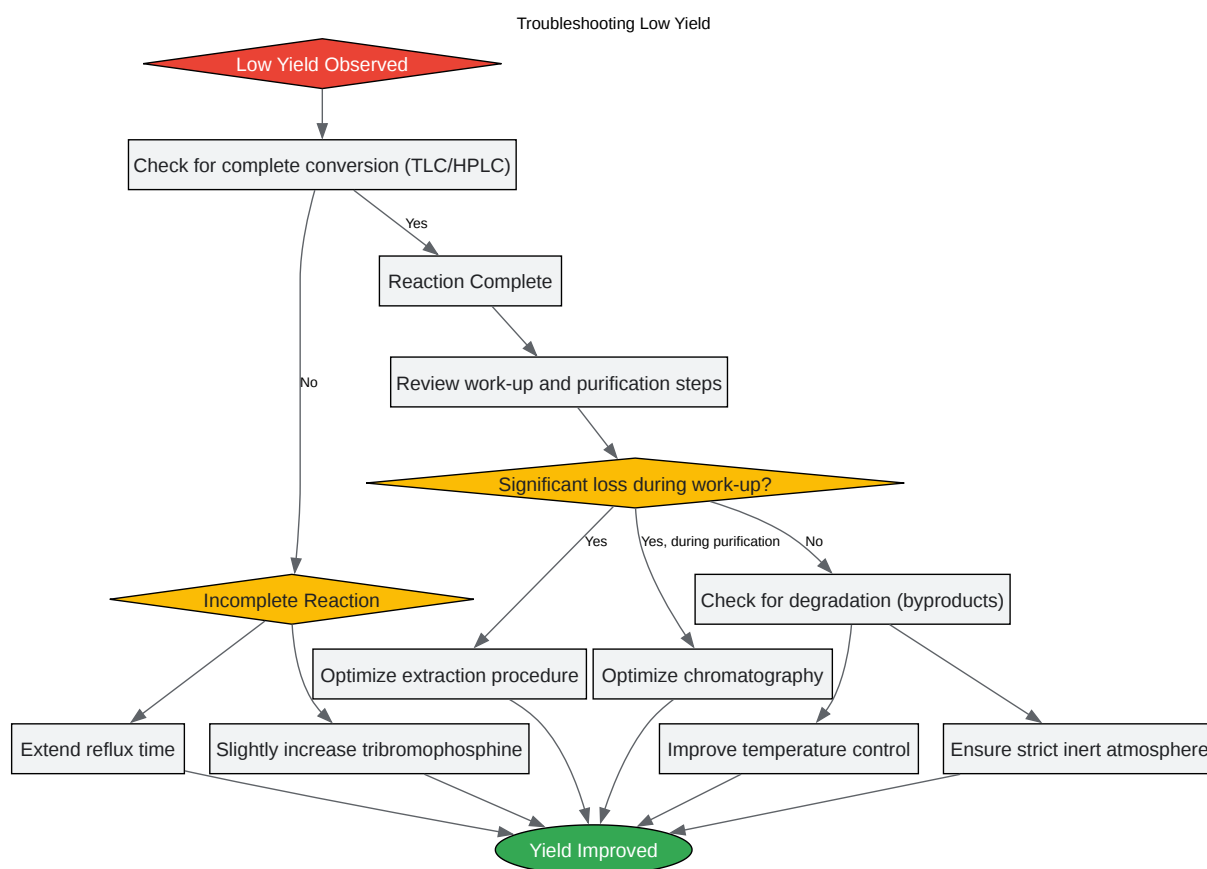 Troubleshooting Low Yield
Low Yield Observed
Check for complete conversion (TLC/HPLC)
Yes
Reaction Complete
Review work-up and purification steps
No
Significant loss during work-up?
Yes
Yes, during purification
No
Incomplete Reaction
Check for degradation (byproducts)
Optimize extraction procedure
Optimize chromatography
Extend reflux time
Slightly increase tribromophosphine
Improve temperature control
Ensure strict inert atmosphere
Yield Improved